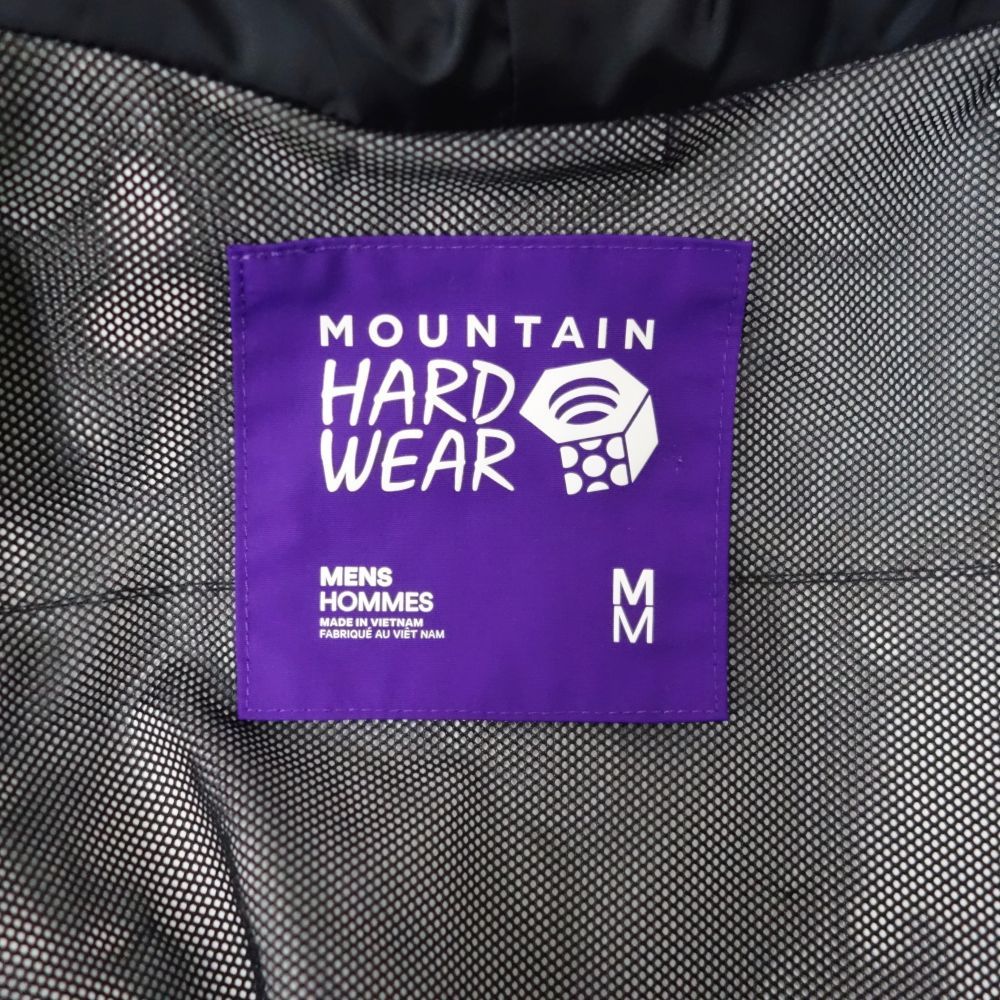 MOUNTAIN
HARD
WEAR
MENS
HOMMES
MADE IN VIETNAM
FABRIQUÉ AU VIÊT NAM
M
M